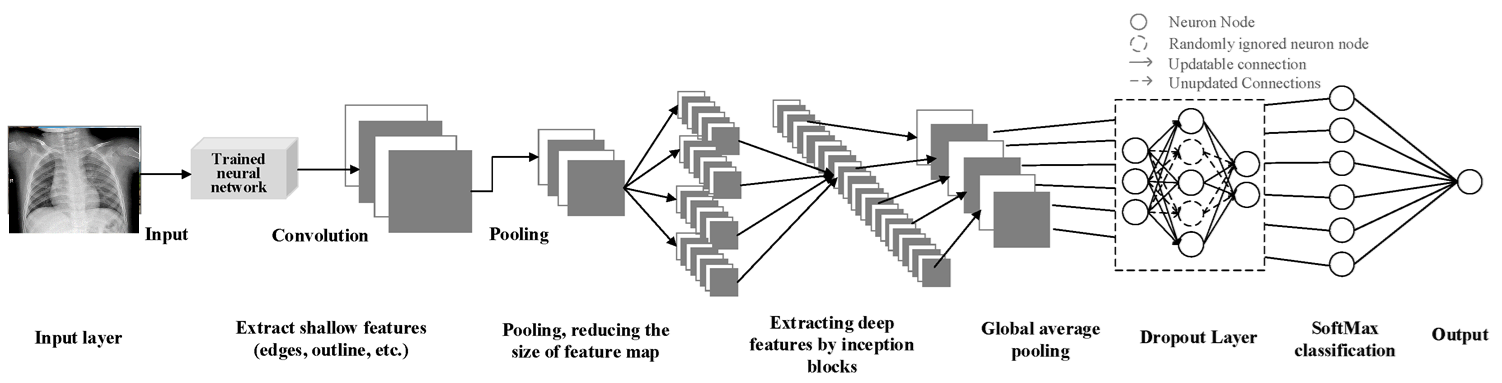 Neuron Node
Randomly ignored neuron node
Updatable connection
Unupdated Connections
Trained
neural
network
Input
Convolution
Pooling
Input layer
Extract shallow features
(edges, outline, etc.)
Pooling, reducing the
size of feature map
Extracting deep
features by inception
blocks
Global average
pooling
Dropout Layer
SoftMax
classification
Output